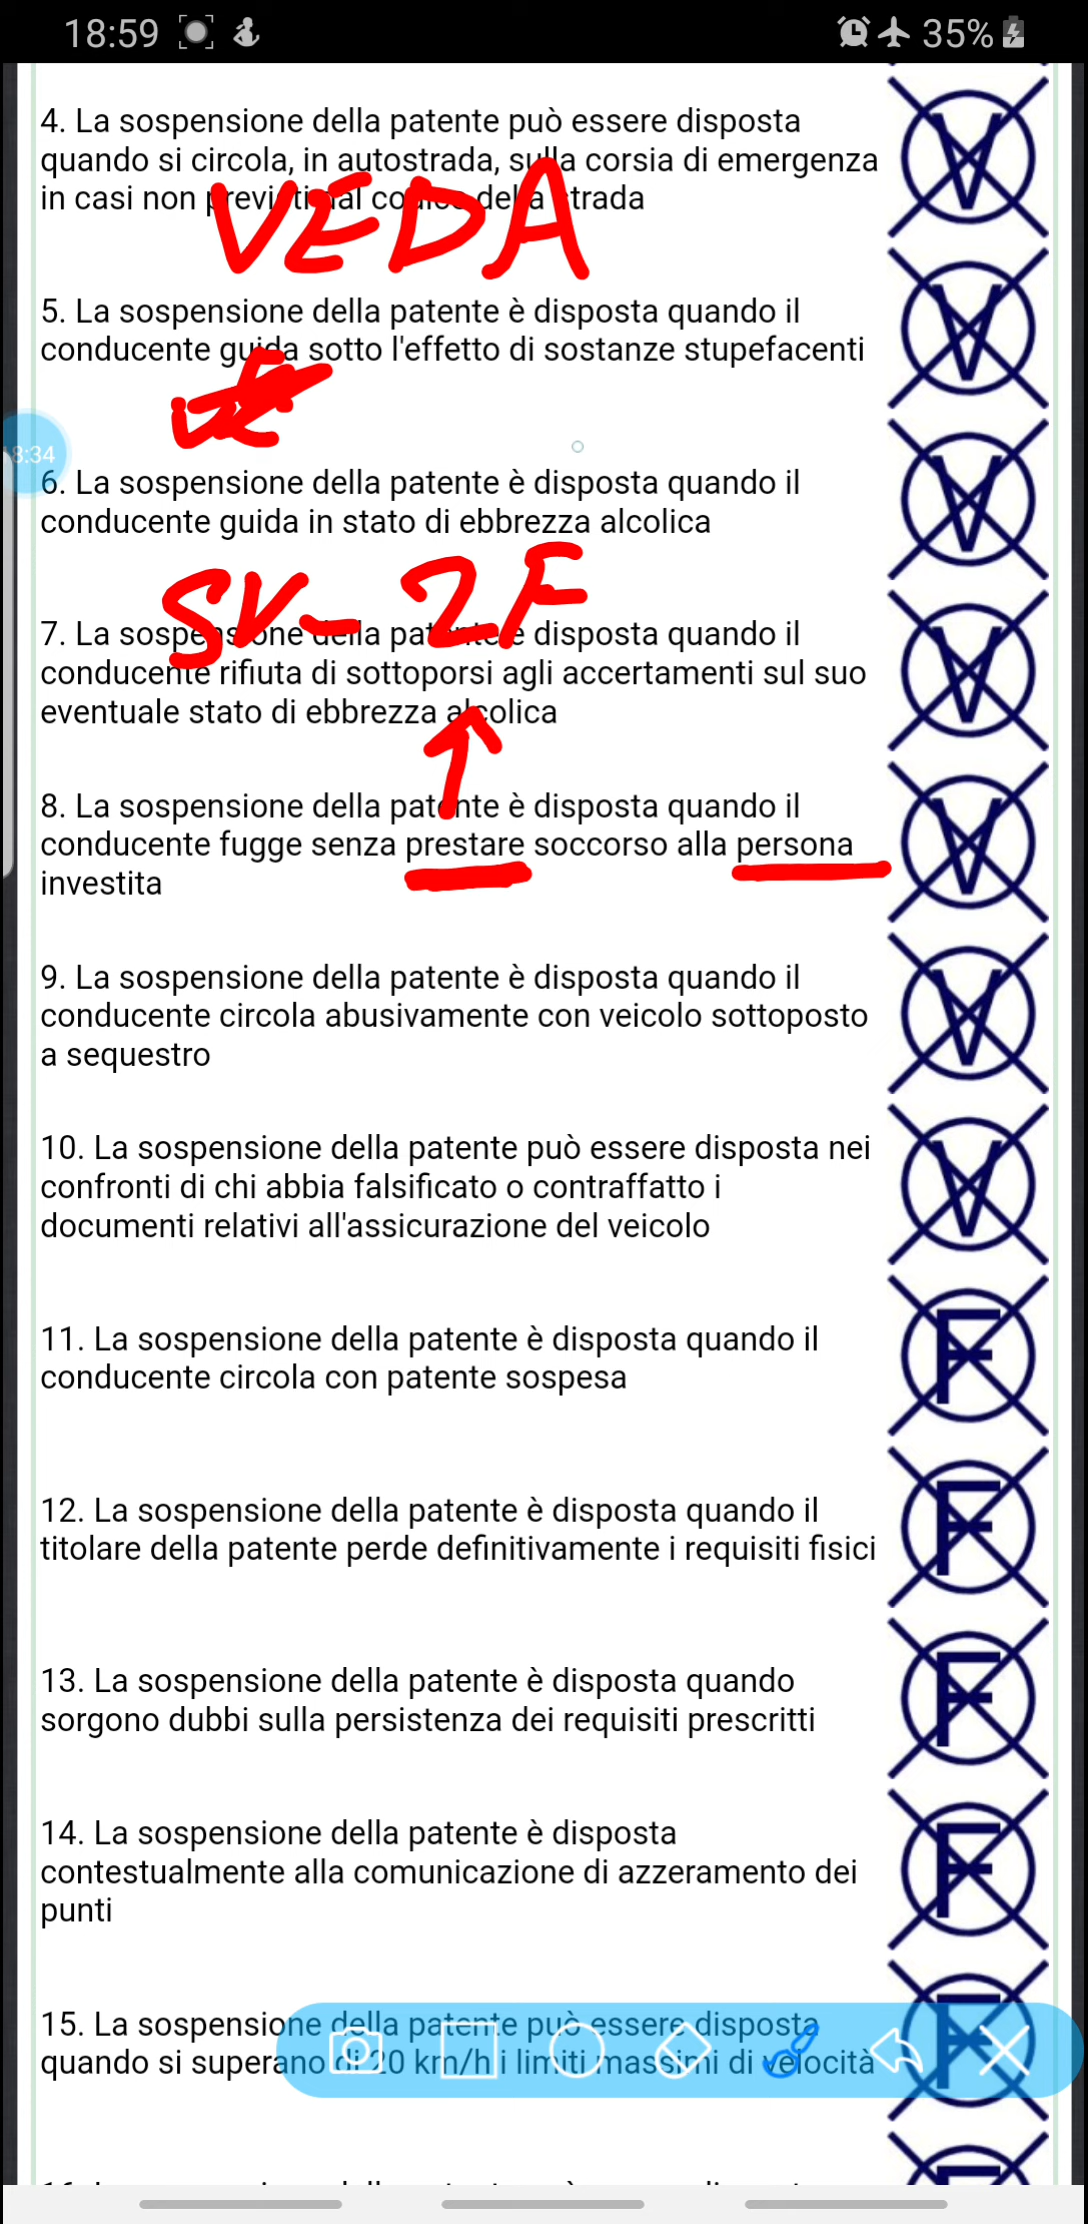 18:59
35%
4. La sospensione della patente può essere disposta
quando si circola, in autostrada, sulla corsia di emergenza
in casi non previsti dal codice della strada
VEDA
5. La sospensione della patente è disposta quando il
conducente guida sotto l'effetto di sostanze stupefacenti
8:34
6. La sospensione della patente è disposta quando il
conducente guida in stato di ebbrezza alcolica
SV-2F
7. La sospensione della patente è disposta quando il
conducente rifiuta di sottoporsi agli accertamenti sul suo
eventuale stato di ebbrezza alcolica
8. La sospensione della patente è disposta quando il
conducente fugge senza prestare soccorso alla persona
investita
9. La sospensione della patente è disposta quando il
conducente circola abusivamente con veicolo sottoposto
a sequestro
10. La sospensione della patente può essere disposta nei
confronti di chi abbia falsificato o contraffatto i
documenti relativi all'assicurazione del veicolo
11. La sospensione della patente è disposta quando il
conducente circola con patente sospesa
12. La sospensione della patente è disposta quando il
titolare della patente perde definitivamente i requisiti fisici
13. La sospensione della patente è disposta quando
sorgono dubbi sulla persistenza dei requisiti prescritti
14. La sospensione della patente è disposta
contestualmente alla comunicazione di azzeramento dei
punti
15. La sospensione della patente può essere disposta
quando si superano di 20 km/h i limiti massimi di velocità
V
V
V
V
V
V
V
F
F
F
F
F